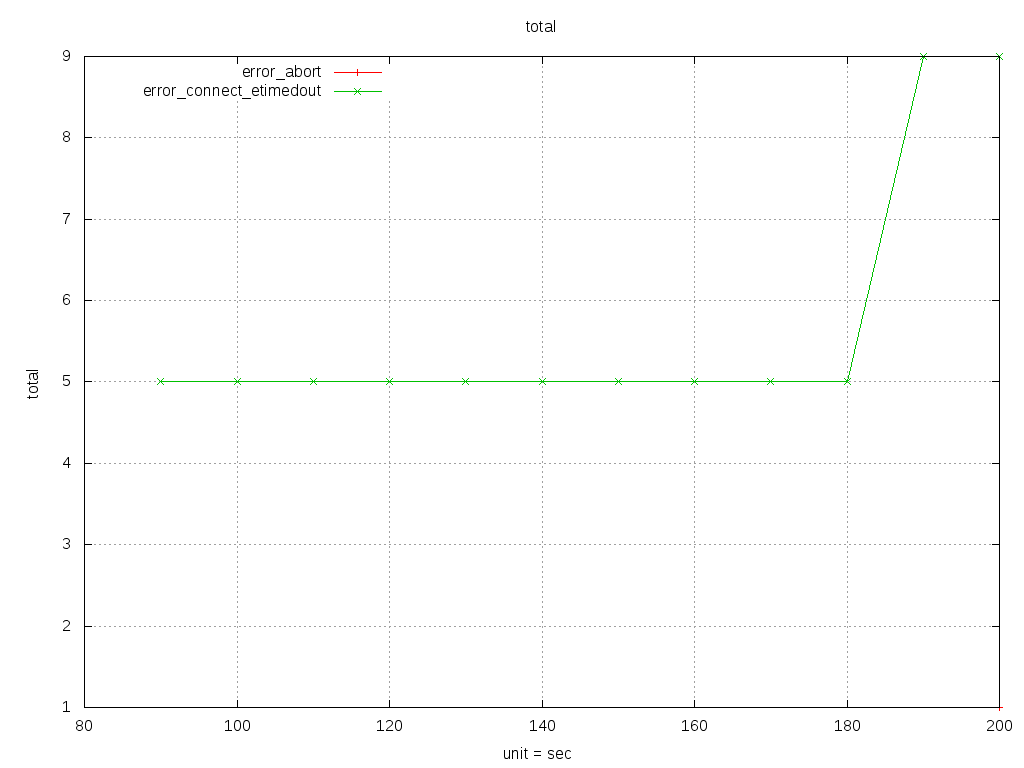 total
9
error_abort
error_connect_etimedout
8
7
6
5
total
4
3
2
1
80 100 120 140 160 180 200
unit = sec